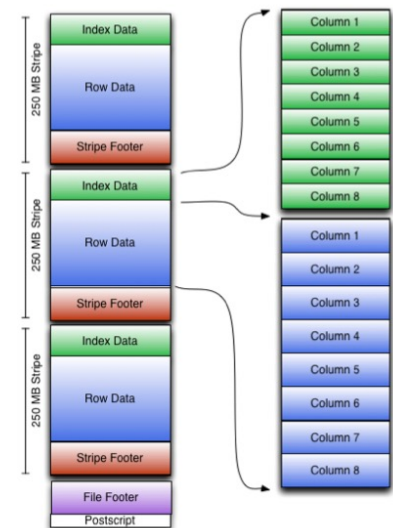 250 MB Stripe
Index Data
Row Data
Stripe Footer
250 MB Stripe
Index Data
Row Data
Stripe Footer
250 MB Stripe
Index Data
Row Data
Stripe Footer
File Footer
Postscript
Column 1
Column 2
Column 3
Column 4
Column 5
Column 6
Column 7
Column 8
Column 1
Column 2
Column 3
Column 4
Column 5
Column 6
Column 7
Column 8